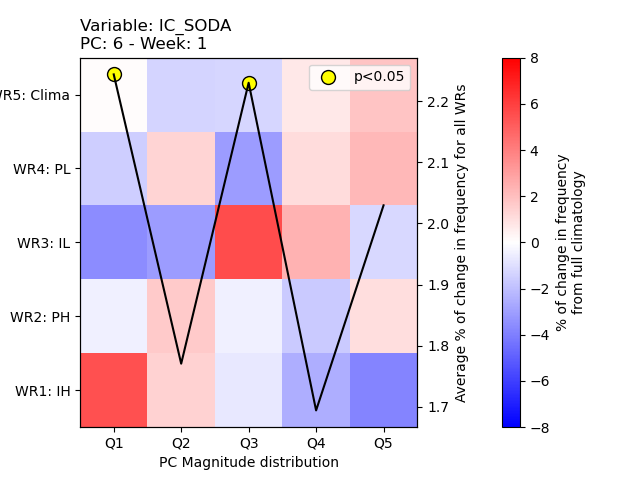 Variable: IC_SODA
PC: 6 - Week: 1
p<0.05
WR5: Clima
WR4: PL
WR3: IL
WR2: PH
WR1: IH
Q1 Q2 Q3 Q4 Q5
PC Magnitude distribution
2.2
2.1
2.0
1.9
1.8
1.7
Average % of change in frequency for all WRs
8
6
4
2
0
−2
−4
−6
−8
% of change in frequency
from full climatology